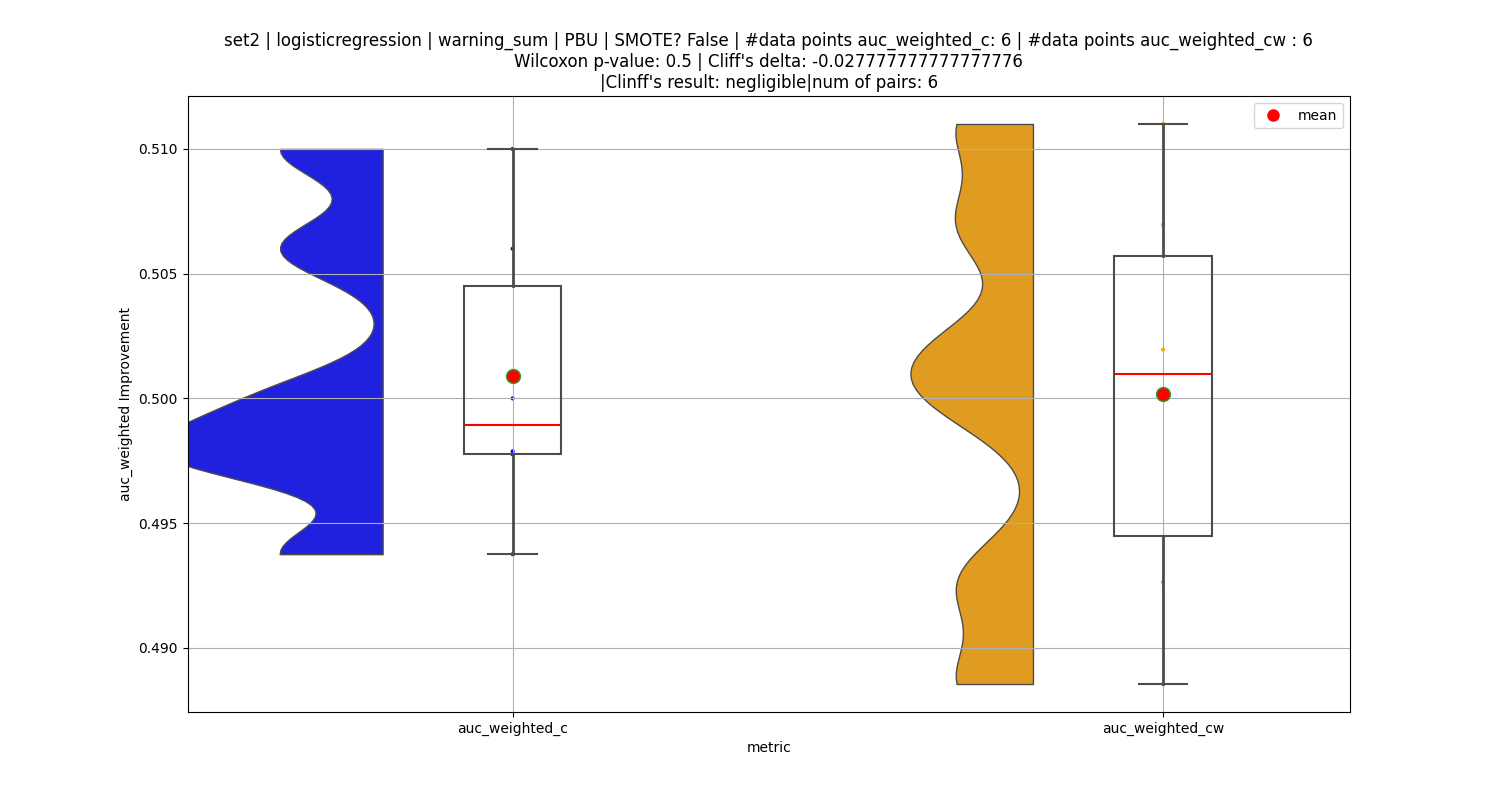 set2 | logisticregression | warning_sum | PBU | SMOTE? False | #data points auc_weighted_c: 6 | #data points auc_weighted_cw : 6
Wilcoxon p-value: 0.5 | Cliff's delta: -0.027777777777777776
|Clinff's result: negligible|num of pairs: 6
mean
0.510
0.505
0.500
0.495
0.490
auc_weighted Improvement
auc_weighted_c
auc_weighted_cw
metric